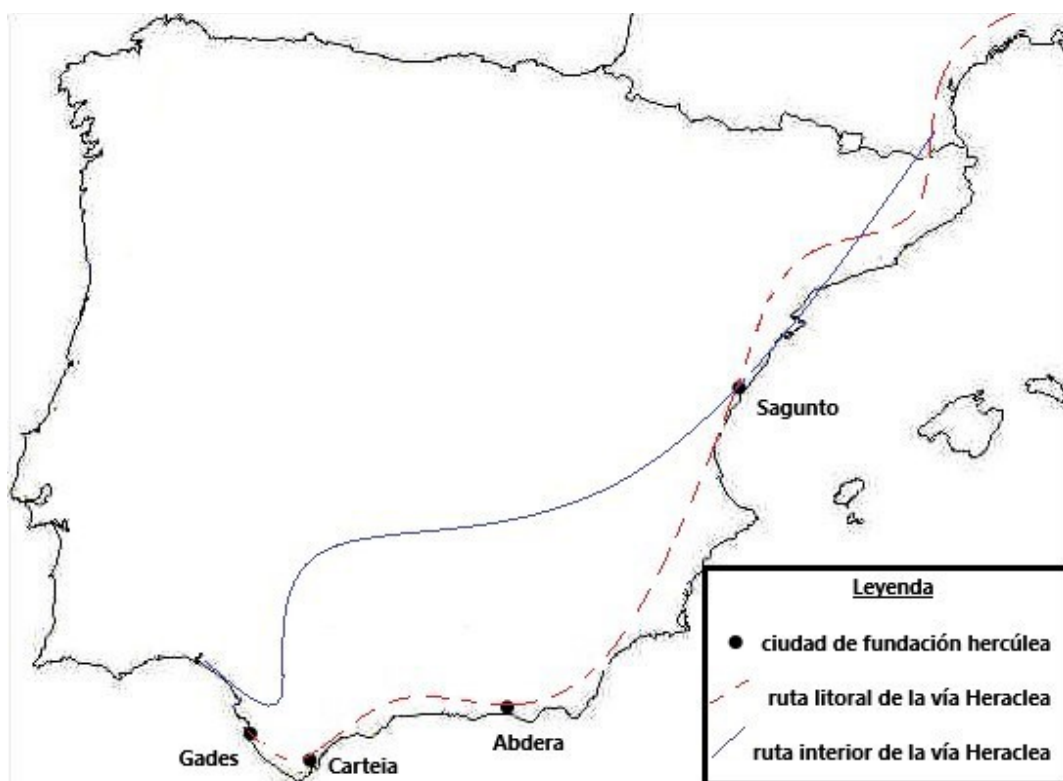 Sagunto
Gades
Carteia
Abdera
Leyenda
ciudad de fundación hercúlea
ruta litoral de la vía Heraclea
ruta interior de la vía Heraclea